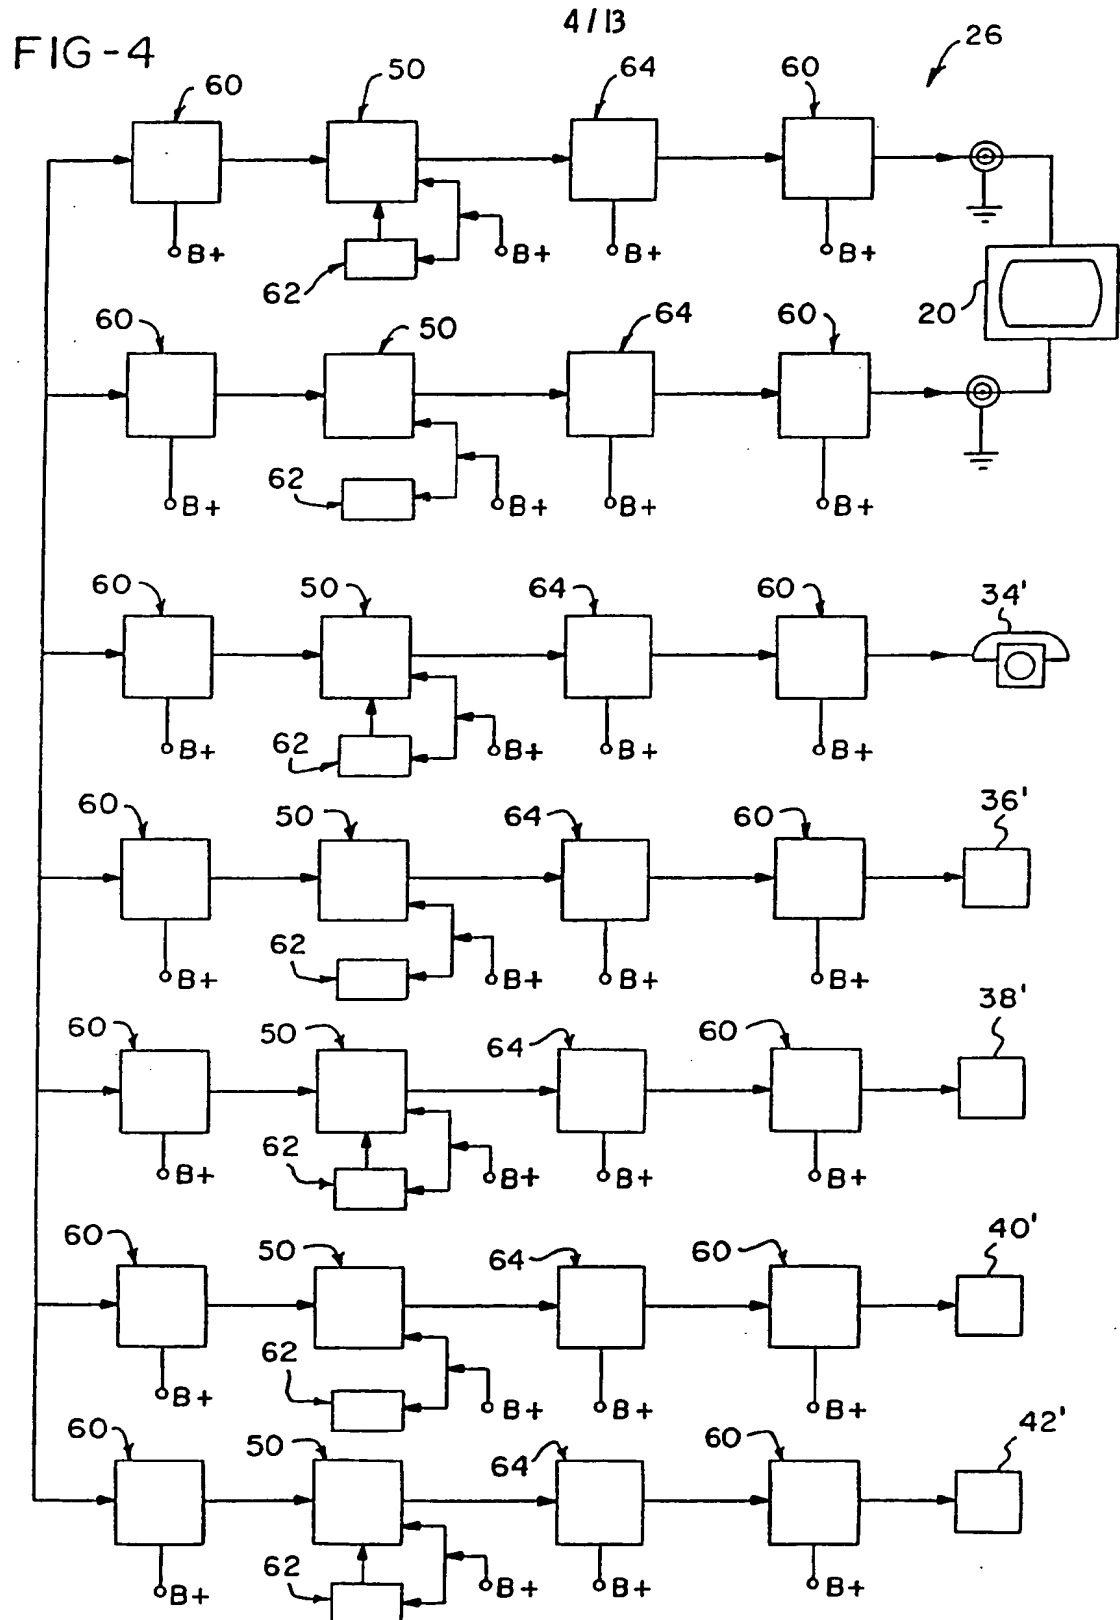 4/13
FIG-4
26
60 50 64 60
B+ B+ B+ B+
62
20
60 50 64 60
62
B+ B+ B+ B+
60 50 64 60 34'
62
B+ B+ B+ B+
60 50 64 60 36'
62
B+ B+ B+ B+
60 50 64 60 38'
62
B+ B+ B+ B+
60 50 64 60 40'
62
B+ B+ B+ B+
60 50 64 60 42'
62
B+ B+ B+ B+